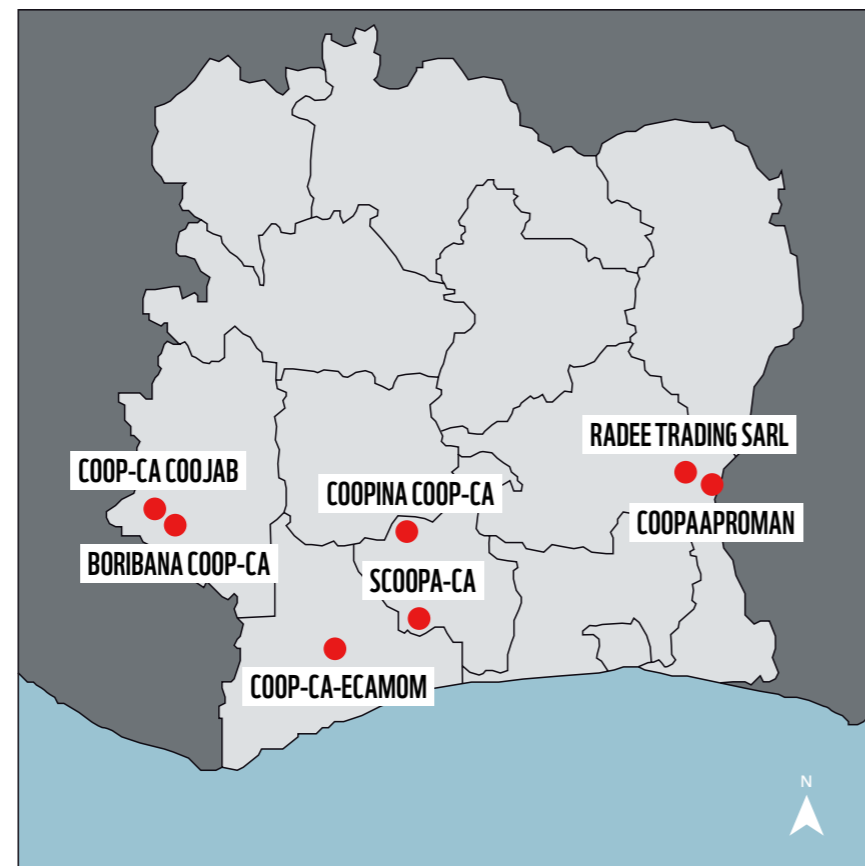 RADEE TRADING SARL
COOP-CA COOJAB
COOPINA COOP-CA
COOPAAPROMAN
BORIBANA COOP-CA
SCOOPA-CA
COOP-CA-ECAMOM
N